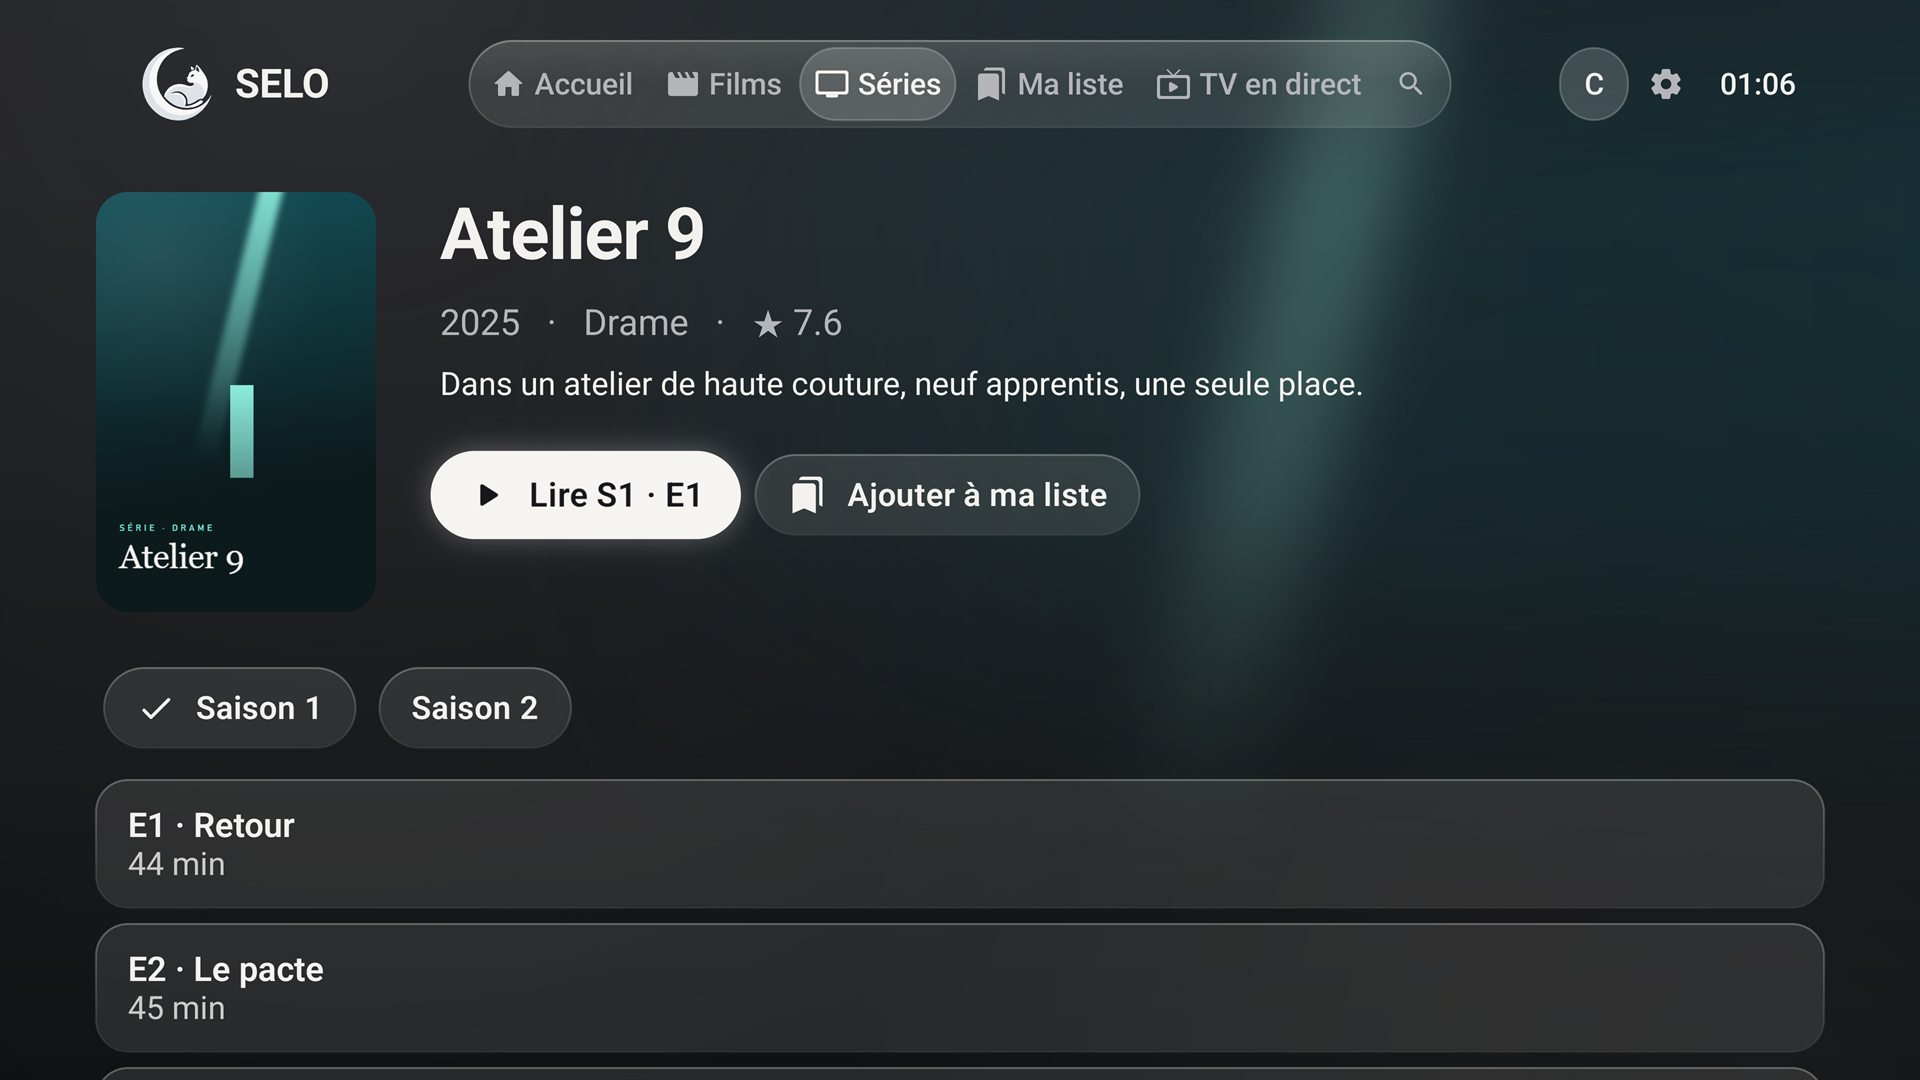 SELO
Accueil
Films
Séries
Ma liste
TV en direct
C
01:06
Atelier 9
2025 · Drame · ★ 7.6
Dans un atelier de haute couture, neuf apprentis, une seule place.
Lire S1 · E1
Ajouter à ma liste
SÉRIE · DRAME
Atelier 9
Saison 1
Saison 2
E1 · Retour
44 min
E2 · Le pacte
45 min